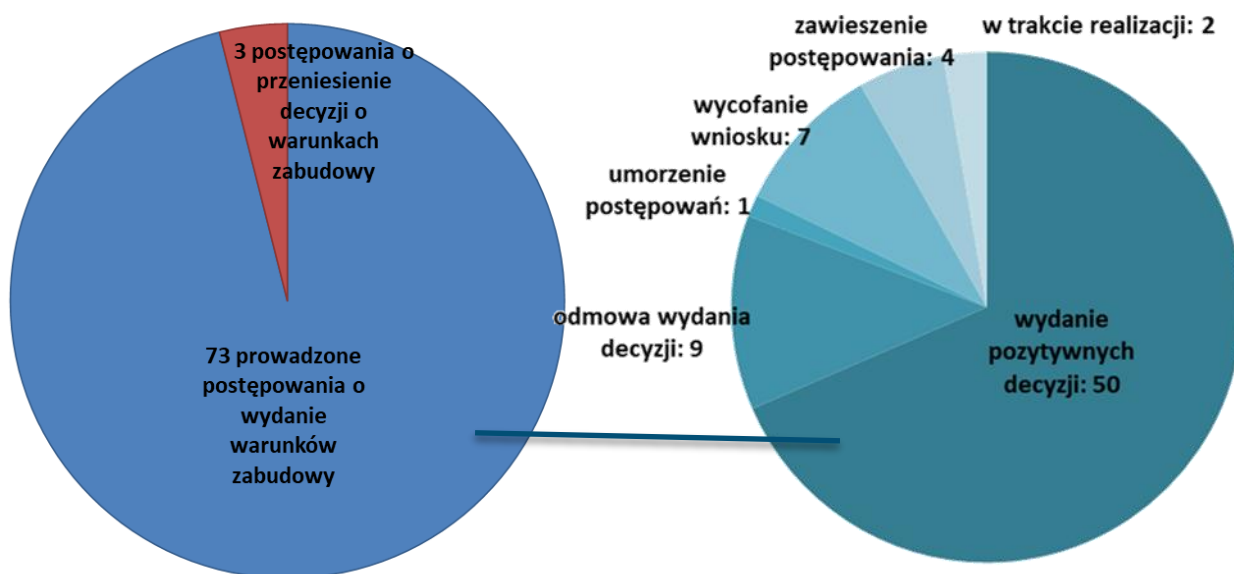 3 postępowania o
przeniesienie
decyzji o
warunkach
zabudowy
73 prowadzone
postępowania o
wydanie
warunków
zabudowy
zawieszenie
postępowania: 4
w trakcie realizacji: 2
wycofanie
wniosku: 7
umorzenie
postępowań: 1
odmowa wydania
decyzji: 9
wydanie
pozytywnych
decyzji: 50